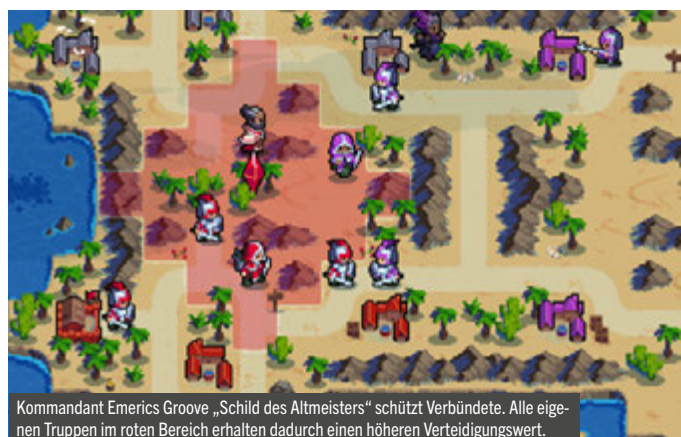 Kommandant Emerics Groove „Schild des Altmeisters“ schützt Verbündete. Alle eige-
nen Truppen im roten Bereich erhalten dadurch einen höheren Verteidigungswert.